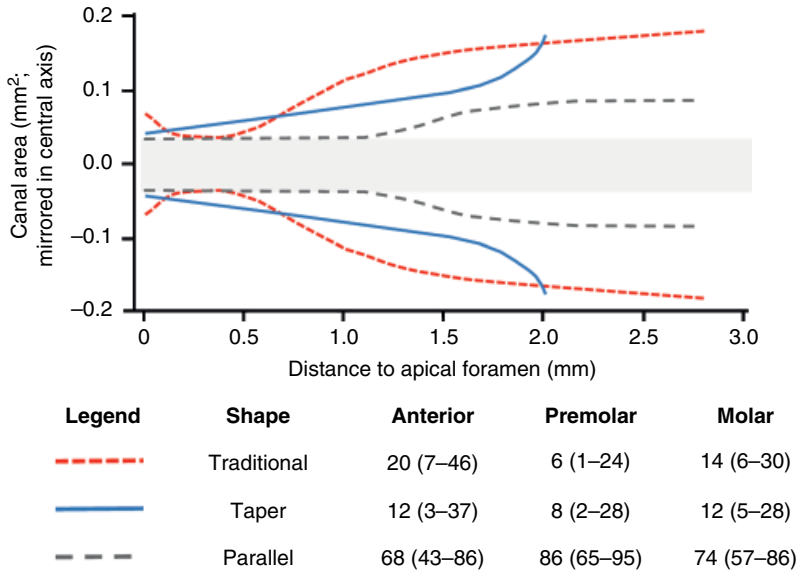 Canal area (mm²;
mirrored in central axis)
0.2
0.1
0.0
–0.1
–0.2
0 0.5 1.0 1.5 2.0 2.5 3.0
Distance to apical foramen (mm)
Legend Shape Anterior Premolar Molar
Traditional 20 (7–46) 6 (1–24) 14 (6–30)
Taper 12 (3–37) 8 (2–28) 12 (5–28)
Parallel 68 (43–86) 86 (65–95) 74 (57–86)